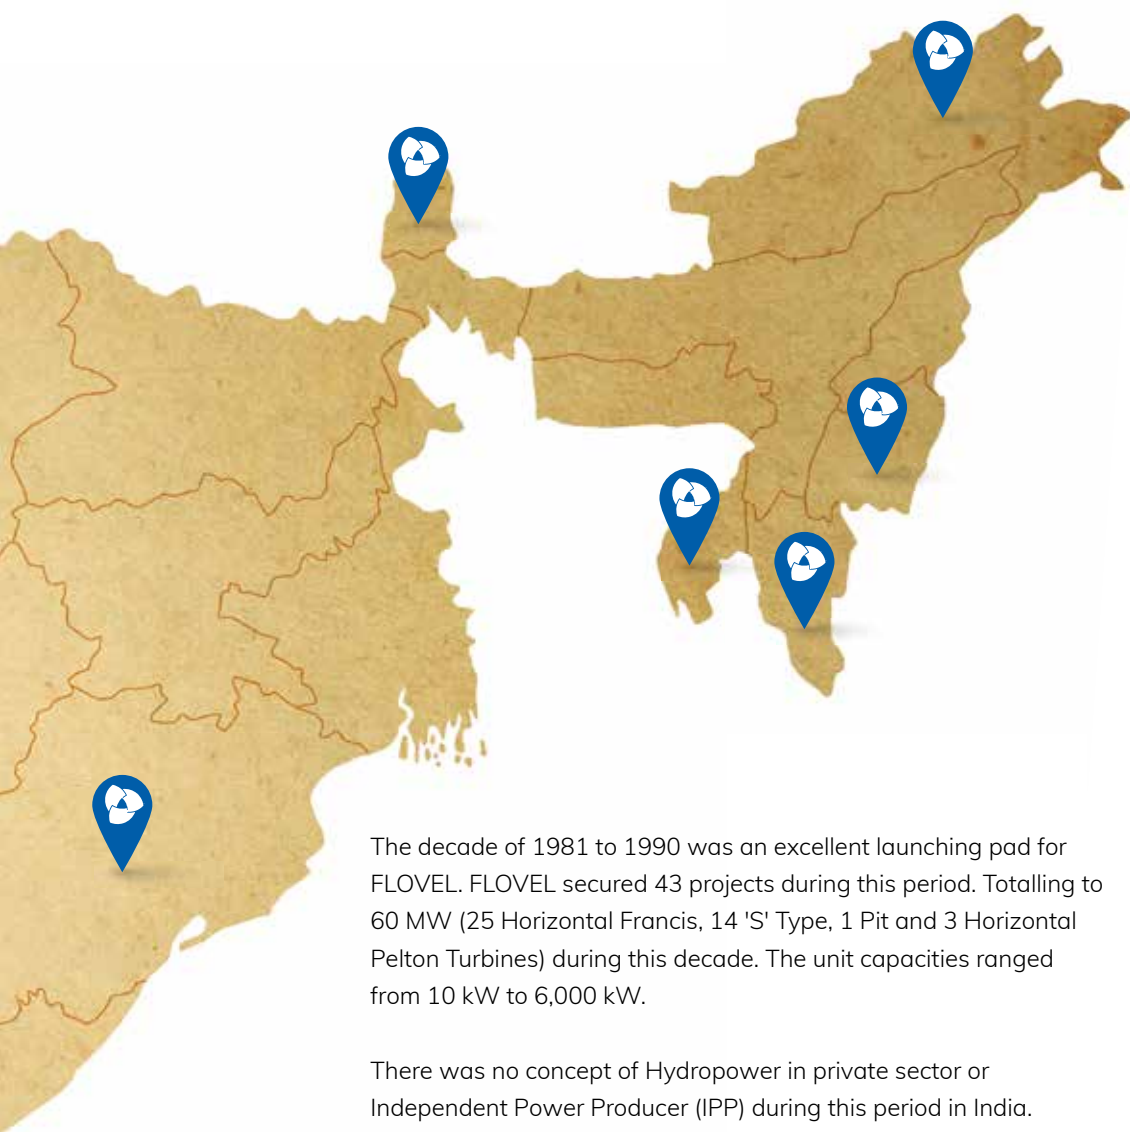 The decade of 1981 to 1990 was an excellent launching pad for
FLOVEL. FLOVEL secured 43 projects during this period. Totalling to
60 MW (25 Horizontal Francis, 14 'S' Type, 1 Pit and 3 Horizontal
Pelton Turbines) during this decade. The unit capacities ranged
from 10 kW to 6,000 kW.
There was no concept of Hydropower in private sector or
Independent Power Producer (IPP) during this period in India.